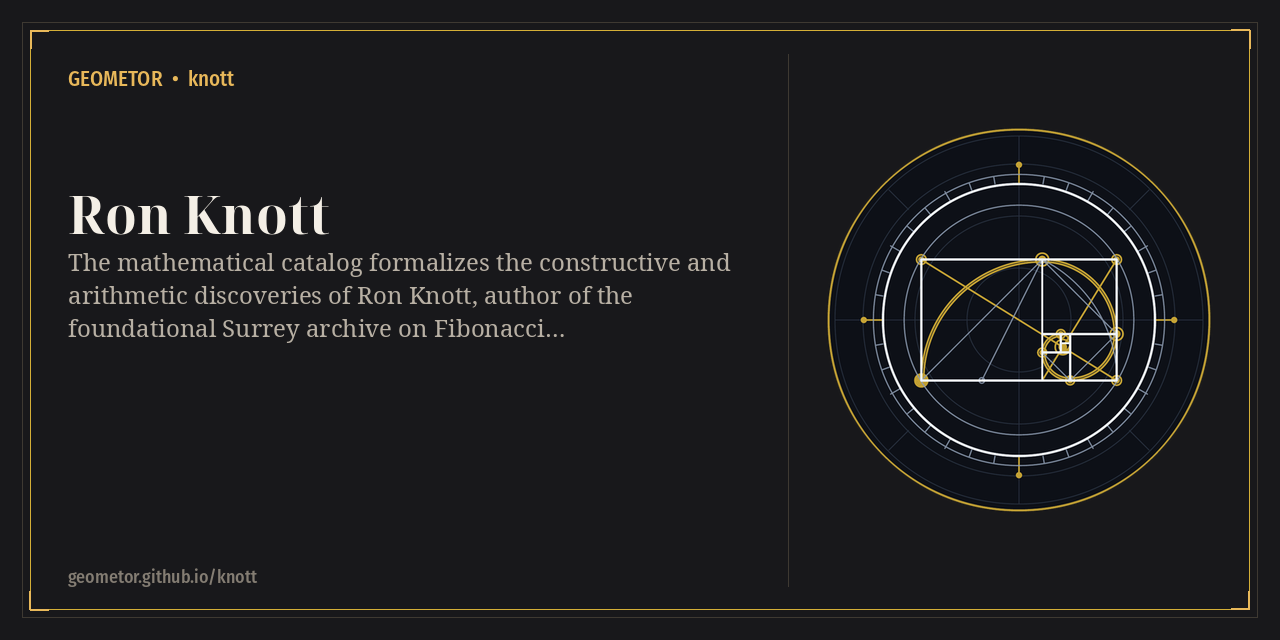 GEOMETOR • knott
Ron Knott
The mathematical catalog formalizes the constructive and
arithmetic discoveries of Ron Knott, author of the
foundational Surrey archive on Fibonacci...
geometor.github.io/knott